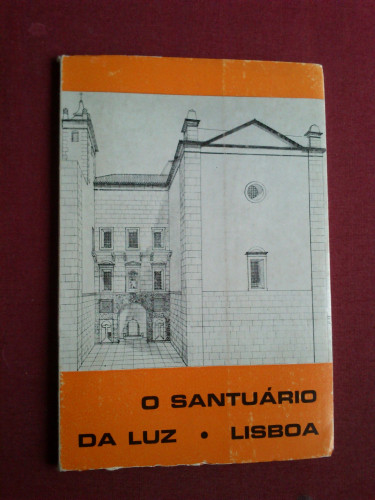 O SANTUÁRIO
DA LUZ • LISBOA